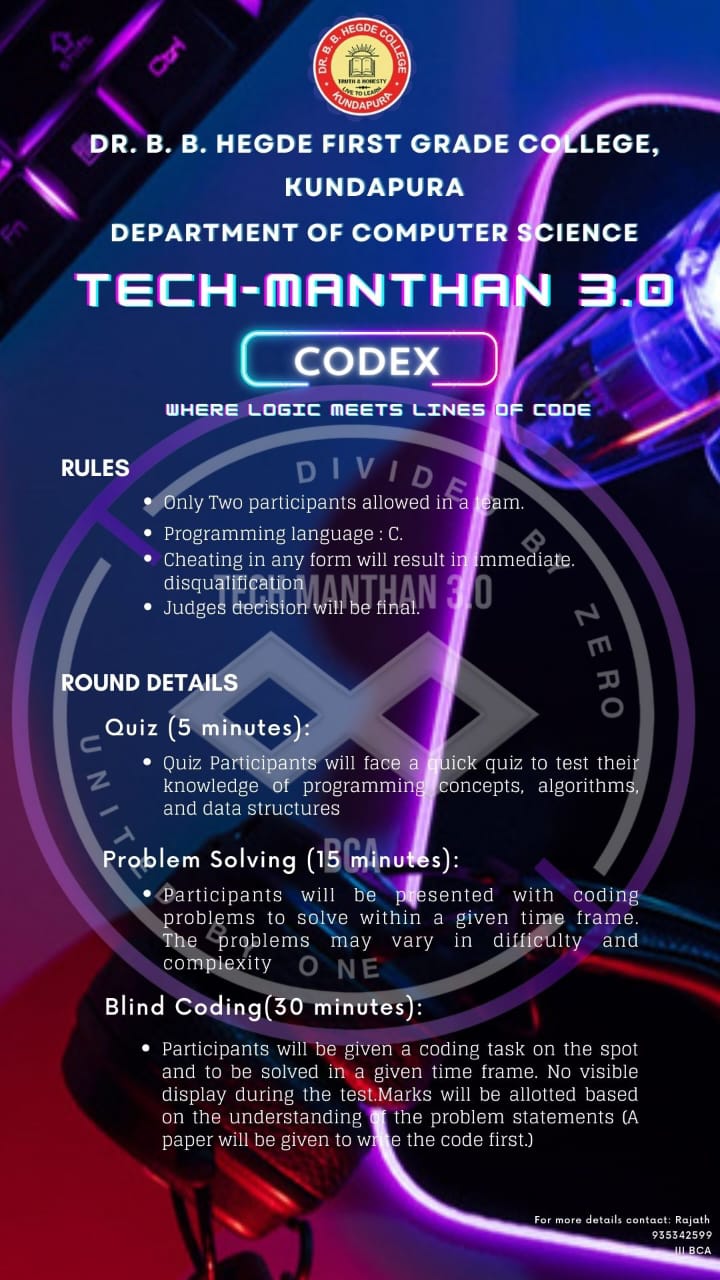 DR. B. B. HEGDE COLLEGE
TRUTH & HONESTY
LIVE TO LEARN
KUNDAPURA
DR. B. B. HEGDE FIRST GRADE COLLEGE,
KUNDAPURA
DEPARTMENT OF COMPUTER SCIENCE
TECH-MANTHAN 3.0
CODEX
WHERE LOGIC MEETS LINES OF CODE
RULES
DIVIDED BY ZERO
• Only Two participants allowed in a team.
• Programming language : C.
• Cheating in any form will result in immediate.
disqualification
TECH MANTHAN 3.0
• Judges decision will be final.
ROUND DETAILS
Quiz (5 minutes):
• Quiz Participants will face a quick quiz to test their
knowledge of programming concepts, algorithms,
and data structures
BCA
Problem Solving (15 minutes):
• Participants will be presented with coding
problems to solve within a given time frame.
The problems may vary in difficulty and
complexity
UNITED BY ONE
Blind Coding(30 minutes):
• Participants will be given a coding task on the spot
and to be solved in a given time frame. No visible
display during the test.Marks will be allotted based
on the understanding of the problem statements (A
paper will be given to write the code first.)
For more details contact: Rajath
935342599
III BCA
Ctrl
Fn